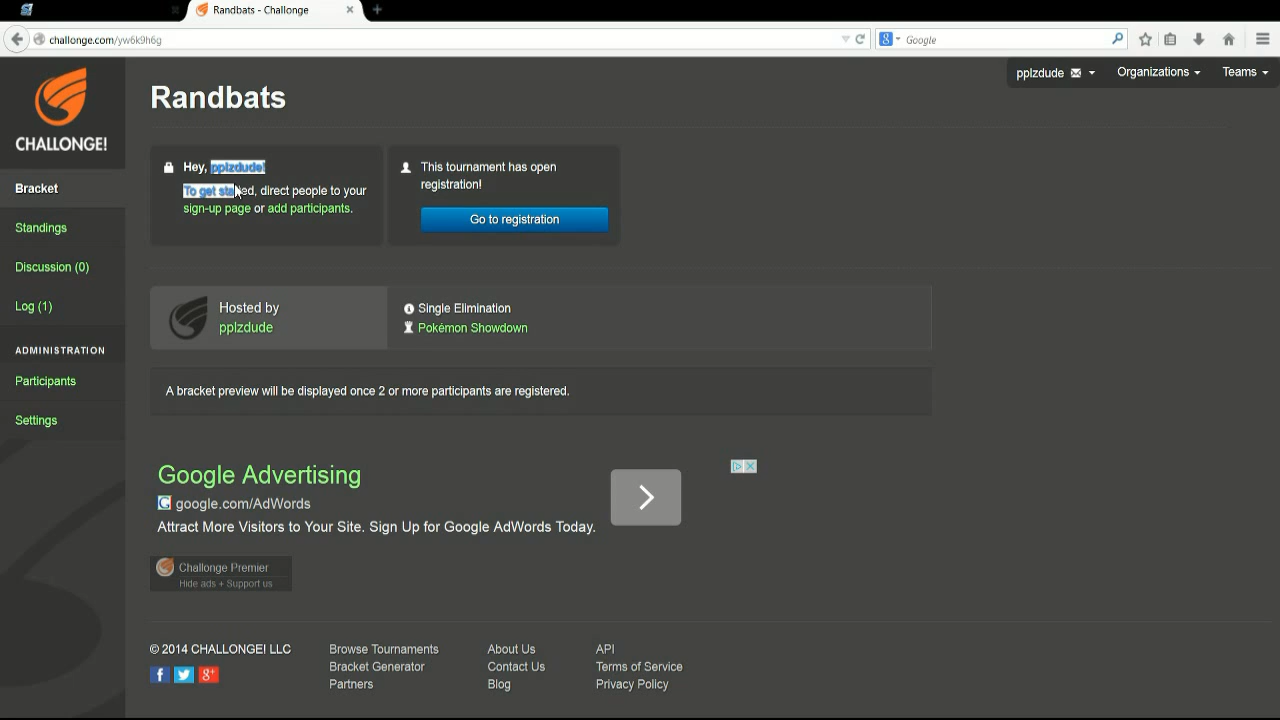 Randbats - Challonge
challonge.com/yw6k9h6g
Google
pplzdude
Organizations
Teams
CHALLONGE!
Randbats
Hey, pplzdude!
To get started, direct people to your
sign-up page or add participants.
This tournament has open
registration!
Go to registration
Bracket
Standings
Discussion (0)
Log (1)
ADMINISTRATION
Participants
Settings
Hosted by
pplzdude
Single Elimination
Pokémon Showdown
A bracket preview will be displayed once 2 or more participants are registered.
Google Advertising
google.com/AdWords
Attract More Visitors to Your Site. Sign Up for Google AdWords Today.
Challonge Premier
Hide ads + Support us
© 2014 CHALLONGE! LLC
Browse Tournaments
Bracket Generator
Partners
About Us
Contact Us
Blog
API
Terms of Service
Privacy Policy